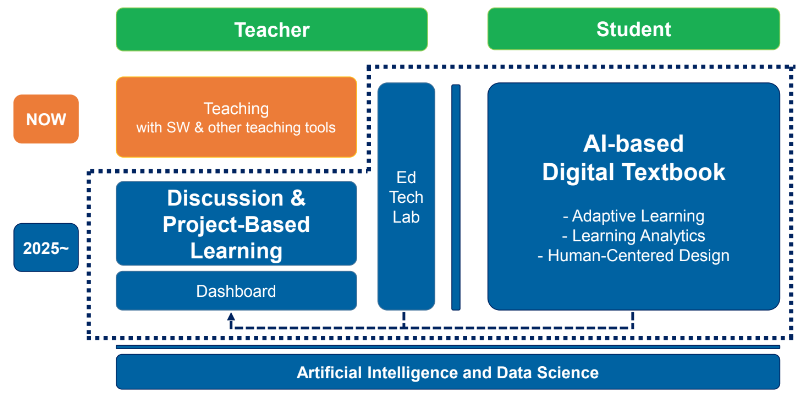 Teacher
Student
NOW
Teaching
with SW & other teaching tools
Ed
Tech
Lab
AI-based
Digital Textbook
- Adaptive Learning
- Learning Analytics
- Human-Centered Design
2025~
Discussion &
Project-Based
Learning
Dashboard
Artificial Intelligence and Data Science